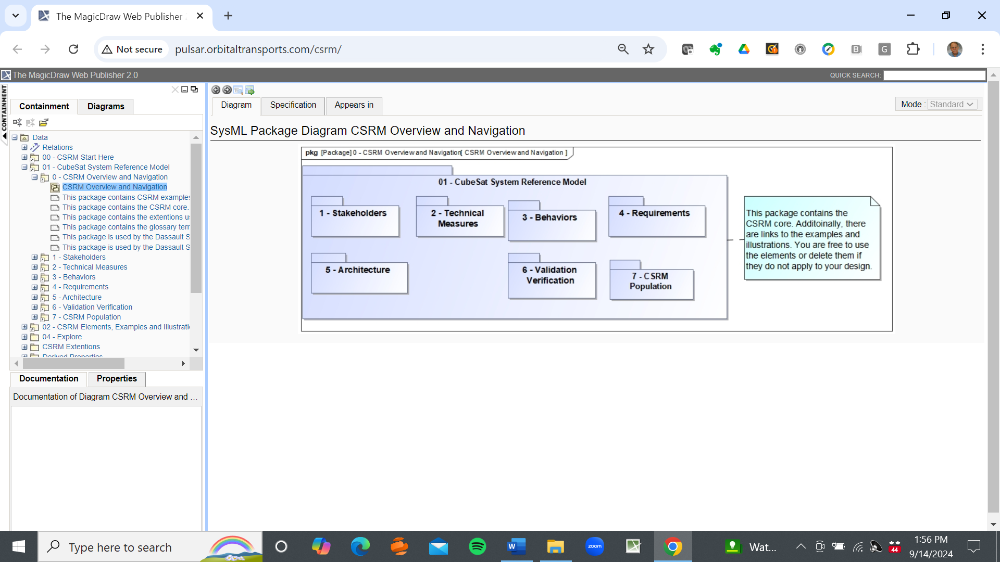 The MagicDraw Web Publisher
Not secure
pulsar.orbitaltransports.com/csrm/
The MagicDraw Web Publisher 2.0
QUICK SEARCH:
CONTAINMENT
Containment
Diagrams
Data
Relations
00 - CSRM Start Here
01 - CubeSat System Reference Model
0 - CSRM Overview and Navigation
CSRM Overview and Navigation
This package contains CSRM examples
This package contains the CSRM core.
This package contains the extentions u
This package contains the glossary terr
This package is used by the Dassault S
This package is used by the Dassault S
1 - Stakeholders
2 - Technical Measures
3 - Behaviors
4 - Requirements
5 - Architecture
6 - Validation Verification
7 - CSRM Population
02 - CSRM Elements, Examples and Illustrati
04 - Explore
CSRM Extentions
Derived Properties
Documentation
Properties
Documentation of Diagram CSRM Overview and ...
Diagram
Specification
Appears in
Mode : Standard
SysML Package Diagram CSRM Overview and Navigation
pkg [Package] 0 - CSRM Overview and Navigation[ CSRM Overview and Navigation ]
01 - CubeSat System Reference Model
1 - Stakeholders
2 - Technical
Measures
3 - Behaviors
4 - Requirements
5 - Architecture
6 - Validation
Verification
7 - CSRM
Population
This package contains the
CSRM core. Additoinally, there
are links to the examples and
illustrations. You are free to use
the elements or delete them if
they do not apply to your design.
Type here to search
zoom
Wat...
44
1:56 PM
9/14/2024